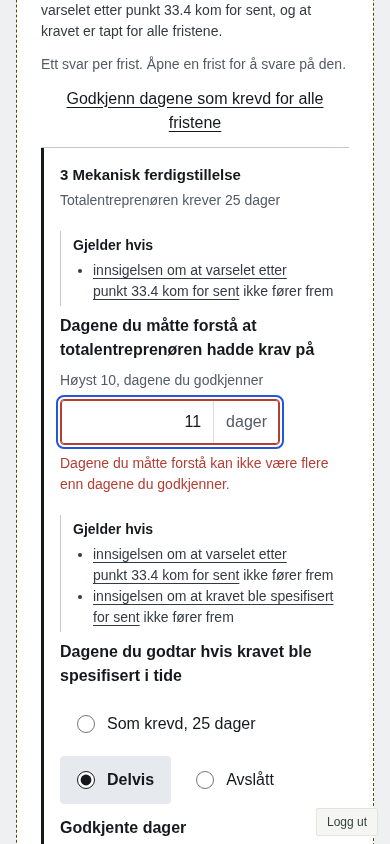 varselet etter punkt 33.4 kom for sent, og at
kravet er tapt for alle fristene.
Ett svar per frist. Åpne en frist for å svare på den.
Godkjenn dagene som krevd for alle
fristene
3 Mekanisk ferdigstillelse
Totalentreprenøren krever 25 dager
Gjelder hvis
• innsigelsen om at varselet etter
punkt 33.4 kom for sent ikke fører frem
Dagene du måtte forstå at
totalentreprenøren hadde krav på
Høyst 10, dagene du godkjenner
11 dager
Dagene du måtte forstå kan ikke være flere
enn dagene du godkjenner.
Gjelder hvis
• innsigelsen om at varselet etter
punkt 33.4 kom for sent ikke fører frem
• innsigelsen om at kravet ble spesifisert
for sent ikke fører frem
Dagene du godtar hvis kravet ble
spesifisert i tide
Som krevd, 25 dager
Delvis Avslått
Godkjente dager
Logg ut